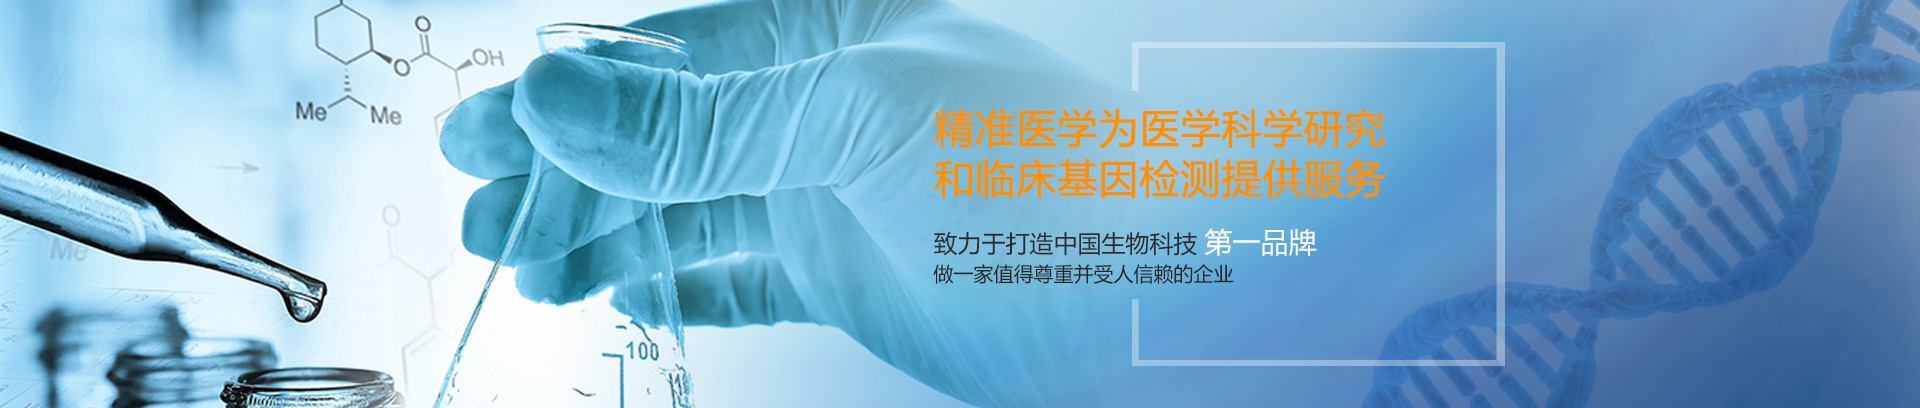 O
OH
O
Me
Me
O
Me
精准医学为医学科学研究
和临床基因检测提供服务
致力于打造中国生物科技 第一品牌
做一家值得尊重并受人信赖的企业
100